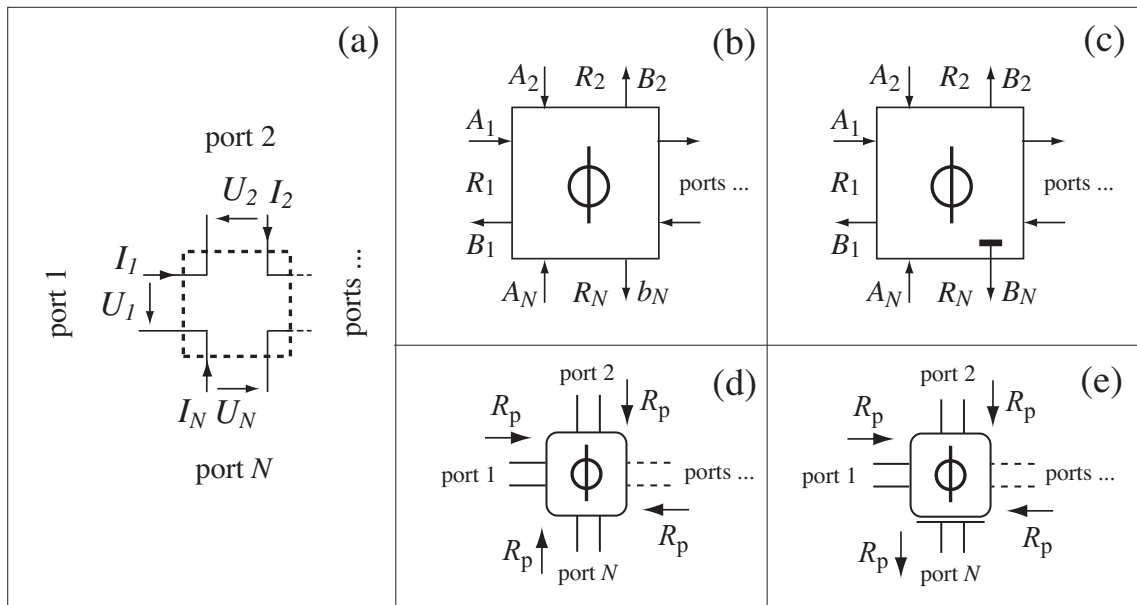 (a)
port 2
U2 I2
I1
U1
port 1
ports ...
IN UN
port N
(b)
A2 R2 B2
A1
R1
ports ...
B1
AN RN bN
(c)
A2 R2 B2
A1
R1
ports ...
B1
AN RN BN
(d)
port 2
Rp
Rp
port 1
ports ...
Rp
Rp
port N
(e)
port 2
Rp
Rp
port 1
ports ...
Rp
Rp
port N